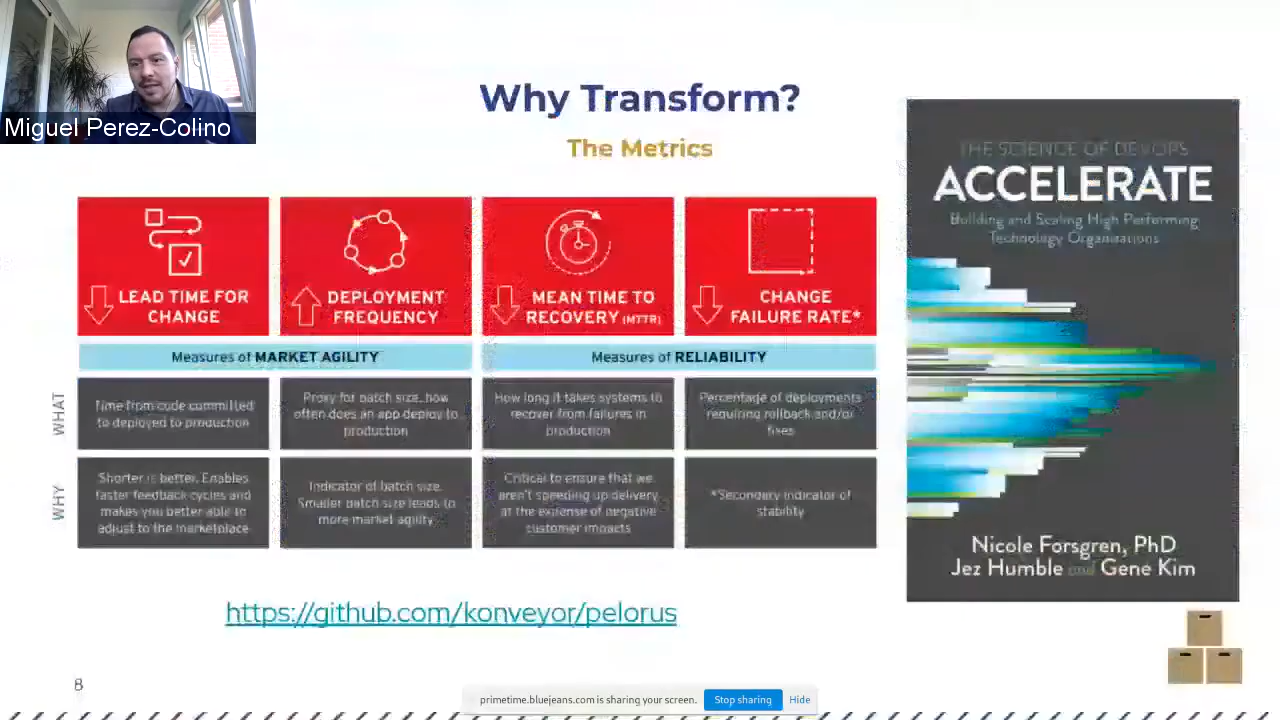 Miguel Perez-Colino
Why Transform?
The Metrics
LEAD TIME FOR
CHANGE
DEPLOYMENT
FREQUENCY
MEAN TIME TO
RECOVERY (MTTR)
CHANGE
FAILURE RATE*
Measures of MARKET AGILITY
Measures of RELIABILITY
WHAT
Time from code committed
to deployed to production
Proxy for batch size..how
often does an app deploy to
production
How long it takes systems to
recover from failures in
production
Percentage of deployments
requiring rollback and/or
fixes
WHY
Shorter is better. Enables
faster feedback cycles and
makes you better able to
adjust to the marketplace
Indicator of batch size.
Smaller batch size leads to
more market agility
Critical to ensure that we
aren't speeding up delivery
at the expense of negative
customer impacts
*Secondary indicator of
stability
THE SCIENCE OF DEVOPS
ACCELERATE
Building and Scaling High Performing
Technology Organizations
Nicole Forsgren, PhD
Jez Humble and Gene Kim
https://github.com/konveyor/pelorus
8
primetime.bluejeans.com is sharing your screen.
Stop sharing
Hide